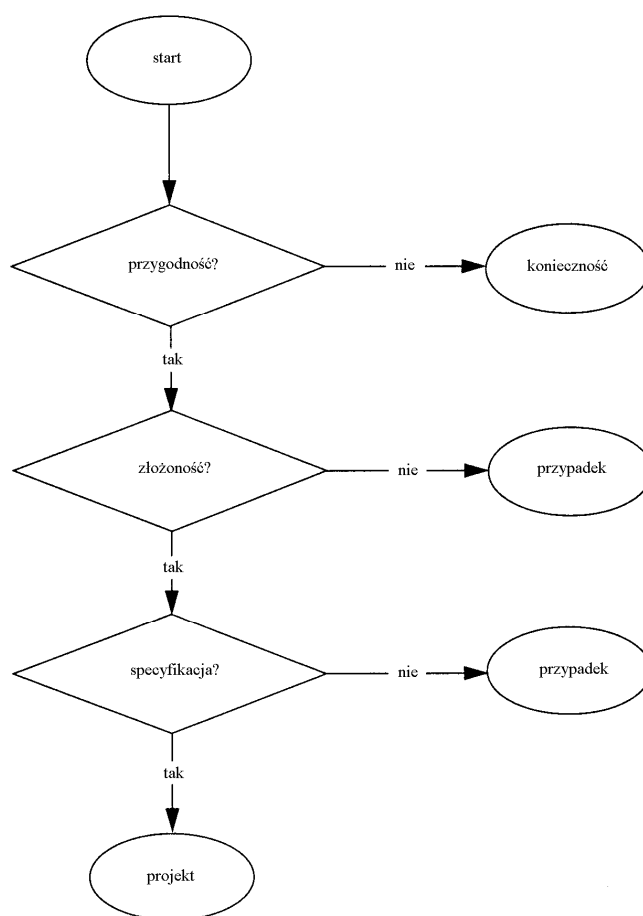 start
przygodność?
nie
konieczność
tak
złożoność?
nie
przypadek
tak
specyfikacja?
nie
przypadek
tak
projekt